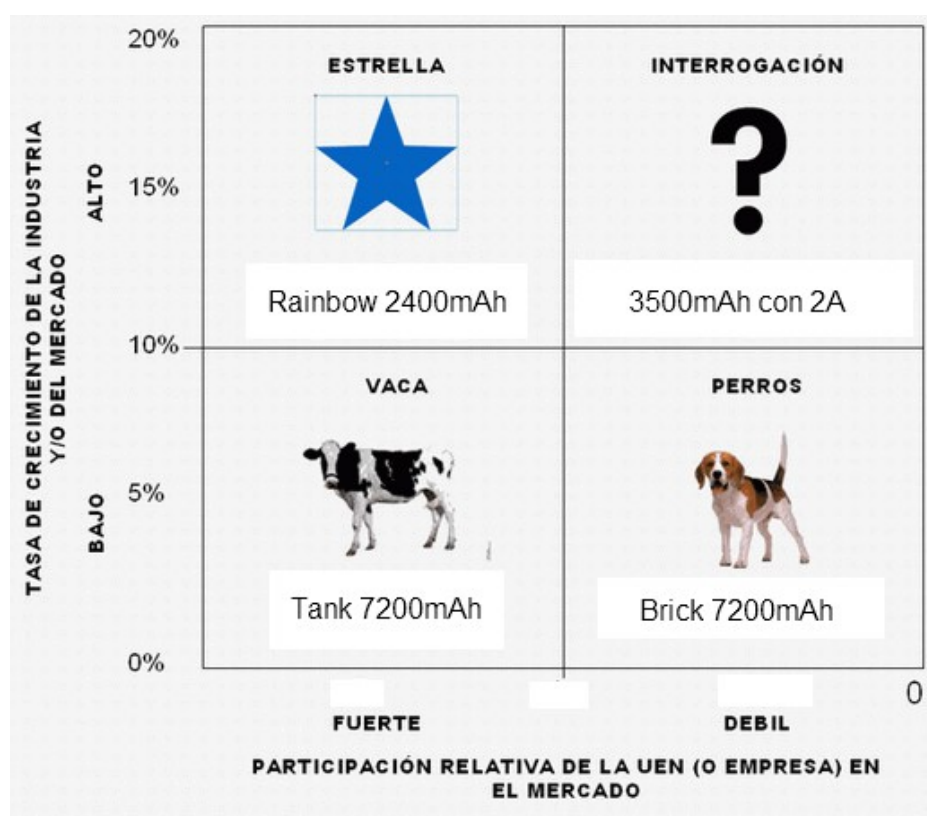 20%
ESTRELLA
INTERROGACIÓN
?
15%
ALTO
Rainbow 2400mAh
3500mAh con 2A
10%
TASA DE CRECIMIENTO DE LA INDUSTRIA
Y/O DEL MERCADO
VACA
PERROS
5%
BAJO
Tank 7200mAh
Brick 7200mAh
0%
0
FUERTE
DEBIL
PARTICIPACIÓN RELATIVA DE LA UEN (O EMPRESA) EN
EL MERCADO